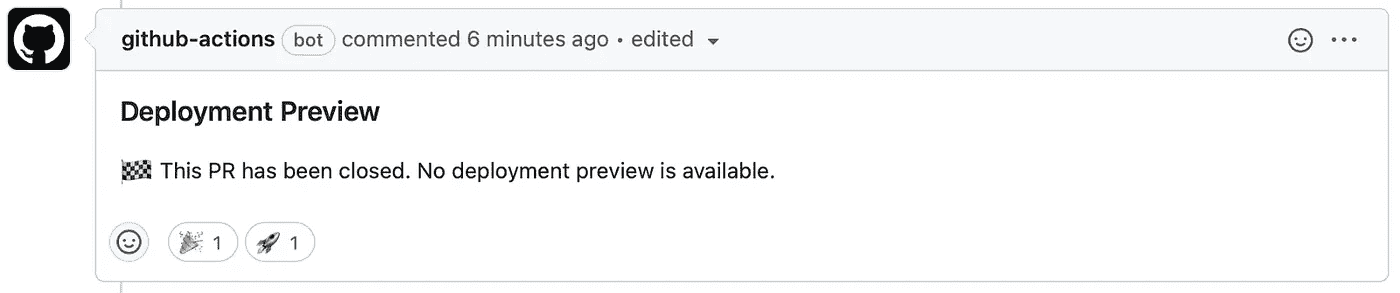 github-actions bot commented 6 minutes ago • edited
Deployment Preview
🏁 This PR has been closed. No deployment preview is available.
🎉 1 🚀 1